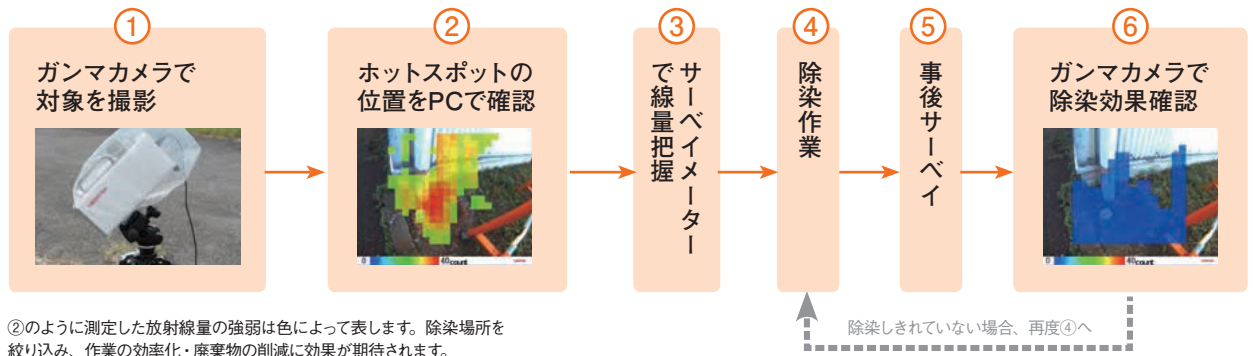 ①
ガンマカメラで
対象を撮影
②
ホットスポットの
位置をPCで確認
0
40count
③
サーベイメーター
で線量把握
④
除染作業
⑤
事後サーベイ
⑥
ガンマカメラで
除染効果確認
0
40count
除染しきれていない場合、再度④へ
②のように測定した放射線量の強弱は色によって表します。除染場所を
絞り込み、作業の効率化・廃棄物の削減に効果が期待されます。